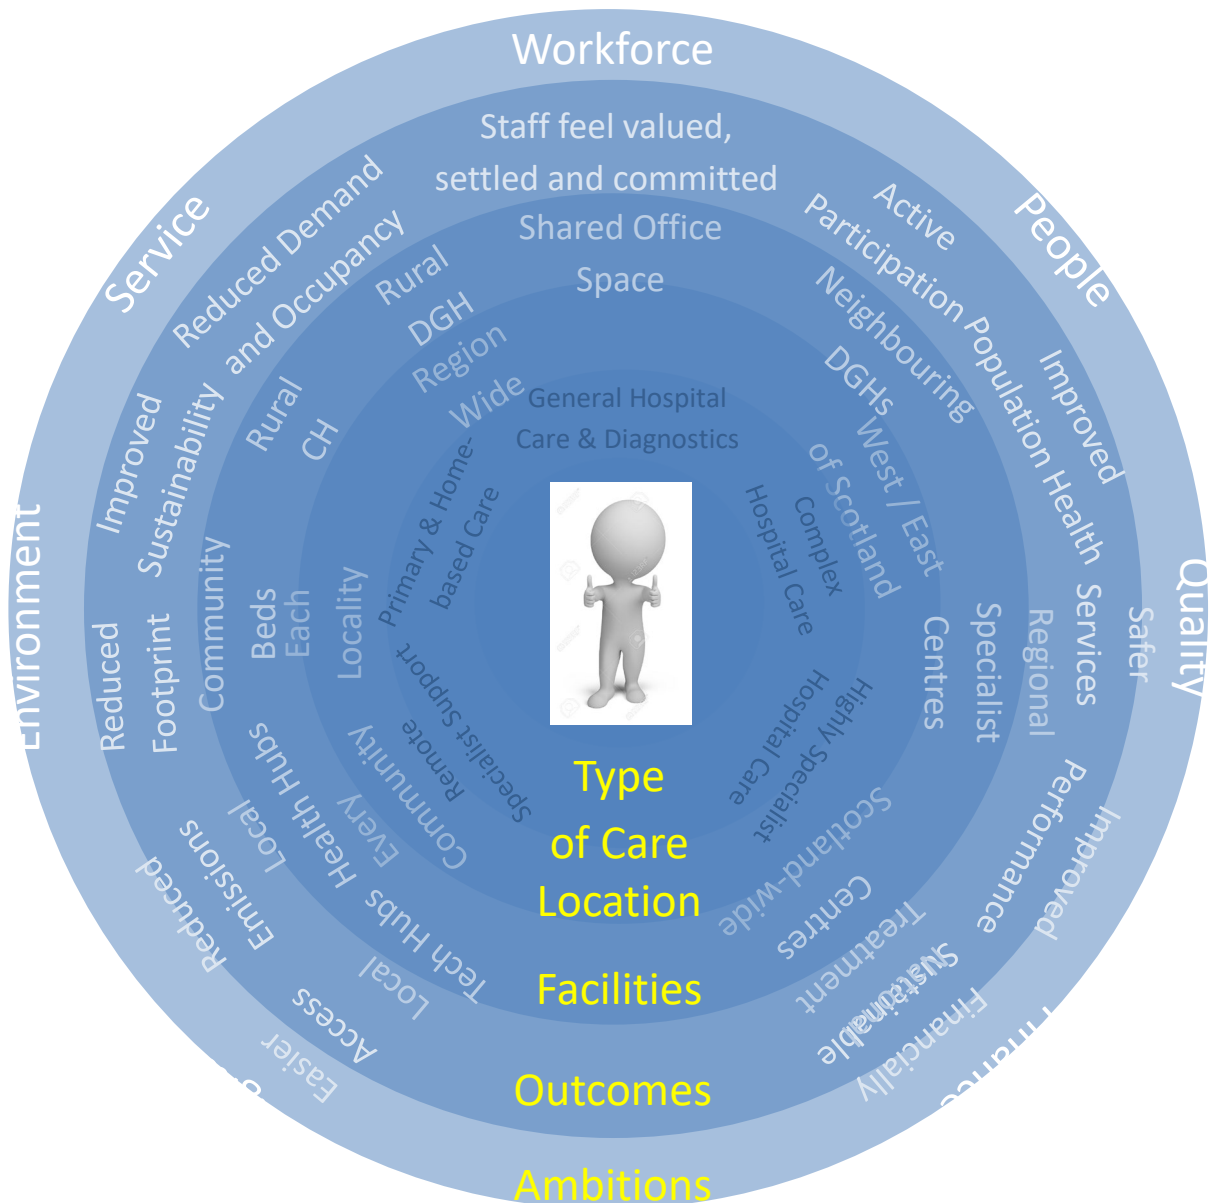 Workforce
People
Quality
Financ
Environment
Service
Staff feel valued,
settled and committed
Active
Participation
Improved
Population Health
Safer
Services
Improved
Performance
Financially
Sustainable
Easier
Access
Reduced
Emissions
Reduced
Footprint
Improved
Sustainability
Reduced Demand
and Occupancy
Shared Office
Space
Neighbouring
DGHs
Regional
Specialist
Centres
Treatment
Centres
Local
Tech Hubs
Local
Health Hubs
Community
Beds
Rural
CH
Rural
DGH
Region
Wide
West / East
of Scotland
Scotland-wide
Every
Community
Each
Locality
General Hospital
Care & Diagnostics
Complex
Hospital Care
Highly Specialist
Hospital Care
Remote
Specialist Support
Primary & Home-
based Care
Type
of Care
Location
Facilities
Outcomes
Ambitions